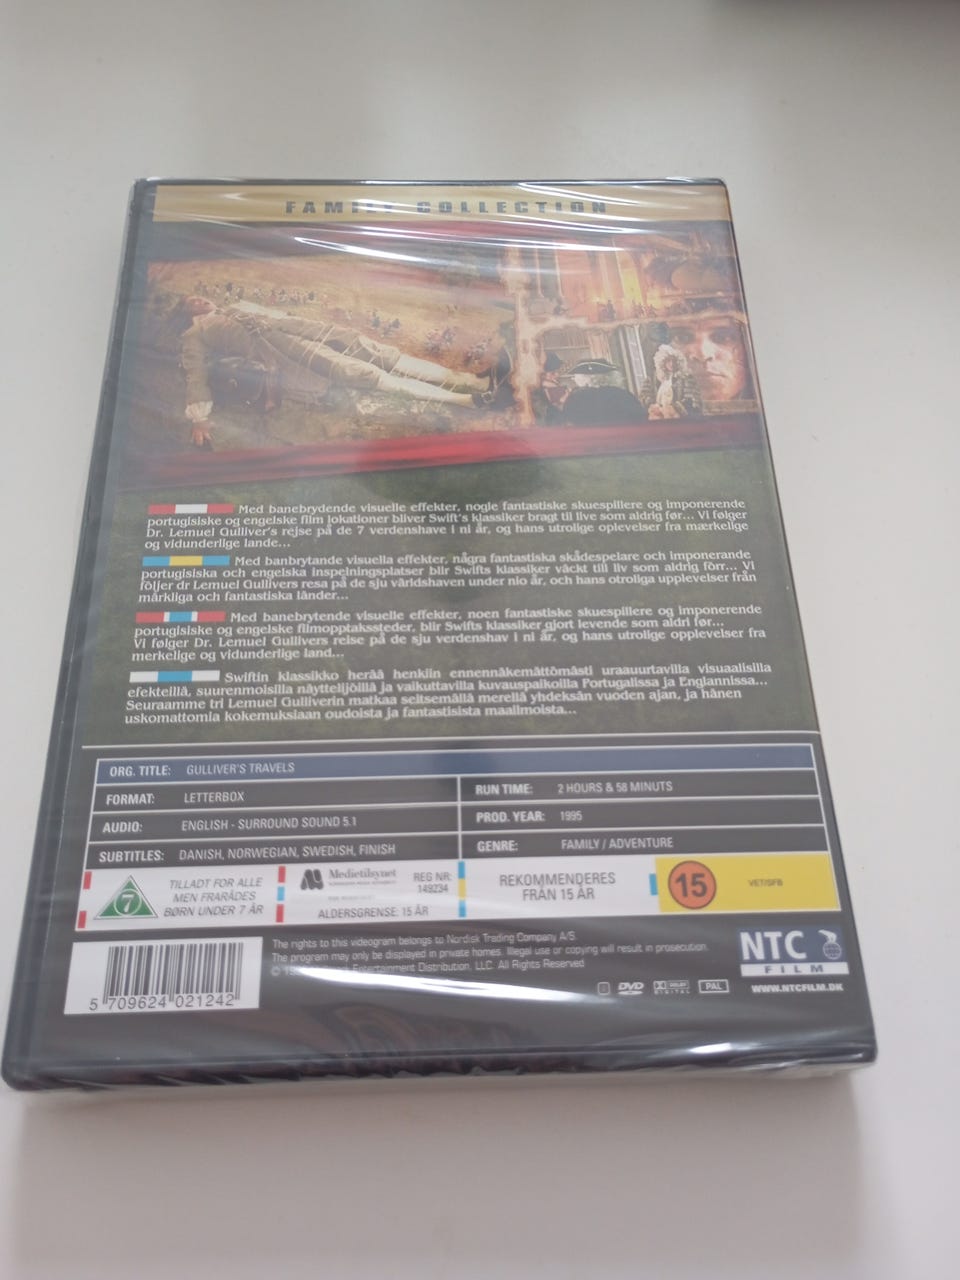 FAMILY COLLECTION
Med banebrydende visuelle effekter, nogle fantastiske skuespillere og imponerende
portugisiske og engelske film lokationer bliver Swift's klassiker bragt til live som aldrig før... Vi følger
Dr. Lemuel Gulliver's rejse på de 7 verdenshave i ni år, og hans utrolige oplevelser fra mærkelige
og vidunderlige lande...
Med banbrytande visuella effekter, några fantastiska skådespelare och imponerande
portugisiska och engelska inspelningsplatser blir Swifts klassiker väckt till liv som aldrig förr... Vi
följer dr Lemuel Gullivers resa på de sju världshaven under nio år, och hans otroliga upplevelser från
märkliga och fantastiska länder...
Med banebrytende visuelle effekter, noen fantastiske skuespillere og imponerende
portugisiske og engelske filmopptakssteder, blir Swifts klassiker gjort levende som aldri før...
Vi følger Dr. Lemuel Gullivers reise på de sju verdenshav i ni år, og hans utrolige opplevelser fra
merkelige og vidunderlige land...
Swiftin klassikko herää henkiin ennennäkemättömästi uraauurtavilla visuaalisilla
efekteillä, suurenmoisilla näyttelijöillä ja vaikuttavilla kuvauspaikoilla Portugalissa ja Englannissa...
Seuraamme tri Lemuel Gulliverin matkaa seitsemällä merellä yhdeksän vuoden ajan, ja hänen
uskomattomia kokemuksiaan oudoista ja fantastisista maailmoista...
ORG. TITLE: GULLIVER'S TRAVELS
FORMAT: LETTERBOX
RUN TIME: 2 HOURS & 58 MINUTS
AUDIO: ENGLISH - SURROUND SOUND 5.1
PROD. YEAR: 1995
SUBTITLES: DANISH, NORWEGIAN, SWEDISH, FINISH
GENRE: FAMILY / ADVENTURE
7
TILLADT FOR ALLE
MEN FRARÅDES
BØRN UNDER 7 ÅR
Medietilsynet
REG NR:
149234
ALDERSGRENSE: 15 ÅR
REKOMMENDERES
FRÅN 15 ÅR
15
VET/SFB
The rights to this videogram belongs to Nordisk Trading Company A/S.
The program may only be displayed in private homes. Illegal use or copying will result in prosecution.
Entertainment Distribution, LLC. All Rights Reserved
5 709624 021242
DVD
DOLBY
DIGITAL
PAL
NTC
FILM
WWW.NTCFILM.DK